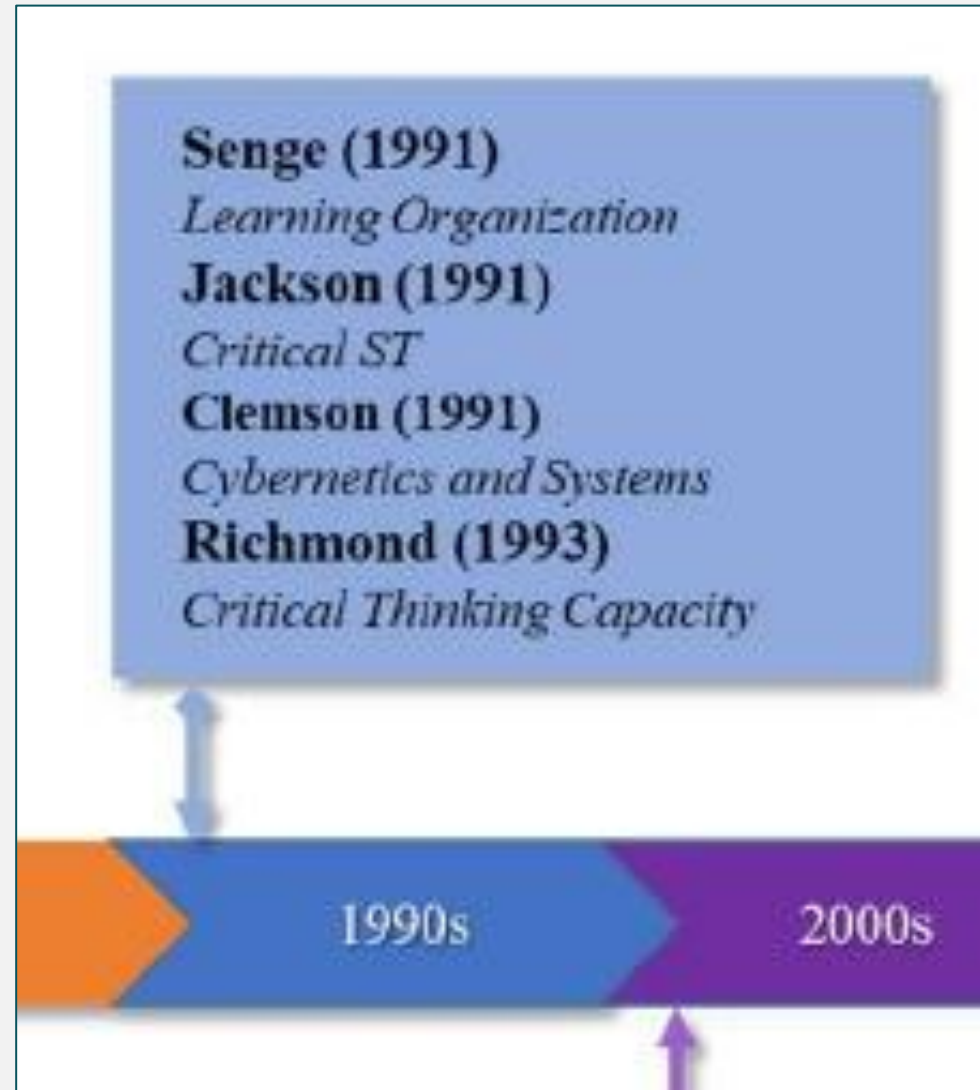 Senge (1991)
Learning Organization
Jackson (1991)
Critical ST
Clemson (1991)
Cybernetics and Systems
Richmond (1993)
Critical Thinking Capacity
1990s
2000s